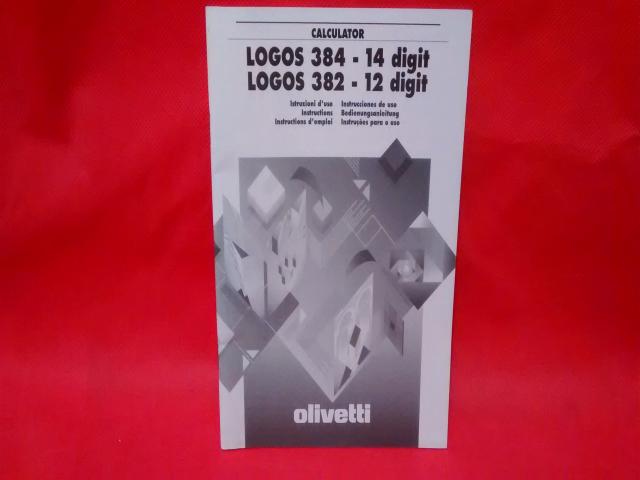 CALCULATOR
LOGOS 384 - 14 digit
LOGOS 382 - 12 digit
Istruzioni d'uso Instrucciones de uso
Instructions Bedienungsanleitung
Instructions d'emploi Instruções para o uso
olivetti